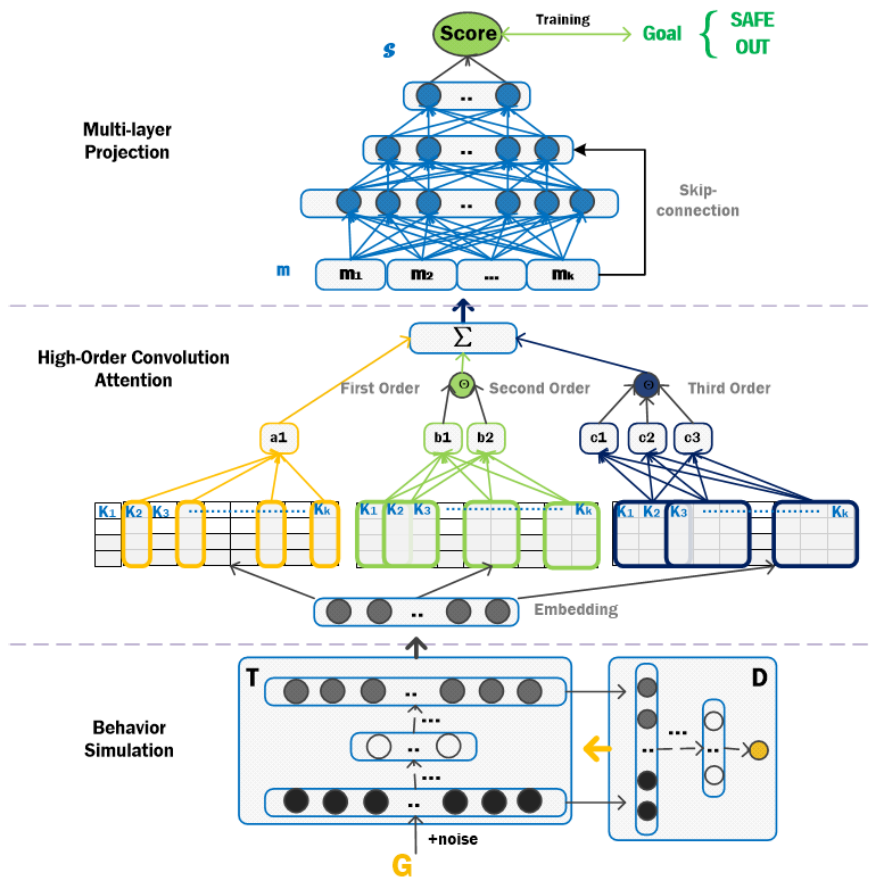 Score
Training
Goal { SAFE
OUT
s
Multi-layer
Projection
..
..
..
Skip-
connection
m
m1 m2 ... mk
Σ
High-Order Convolution
Attention
First Order Θ Second Order Θ Third Order
a1 b1 b2 c1 c2 c3
K1 K2 K3 Kk K1 K2 K3 Kk K1 K2 K3 Kk
.. Embedding
T D
..
...
Behavior
Simulation
.. .. ... ..
...
..
+noise
G